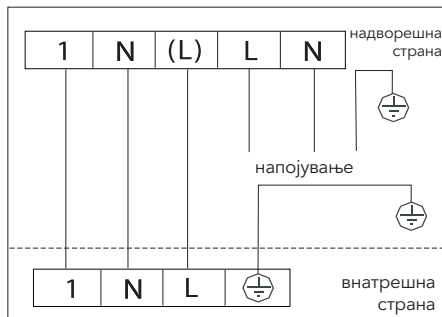 1 N (L) L N
надворешна
страна
напојување
1 N L
внатрешна
страна